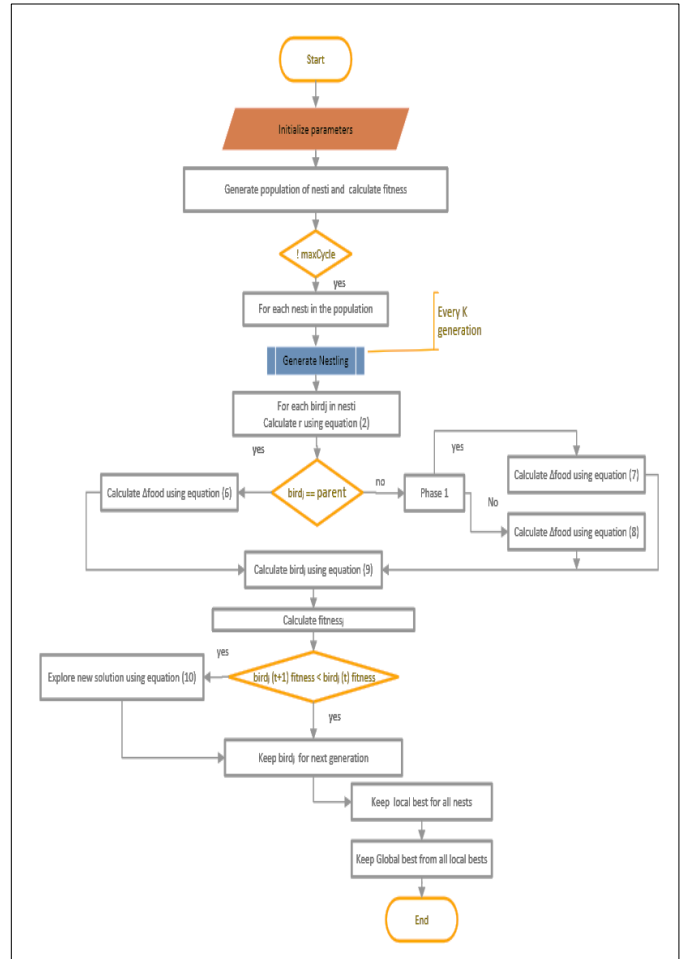 Start
Initialize parameters
Generate population of nesti and calculate fitness
! maxCycle
yes
For each nesti in the population
Every K
generation
Generate Nestling
For each birdj in nesti
Calculate r using equation (2)
yes
yes
Calculate Δfood using equation (6)
birdj == parent
no
Phase 1
Calculate Δfood using equation (7)
No
Calculate Δfood using equation (8)
Calculate birdj using equation (9)
Calculate fitnessj
yes
Explore new solution using equation (10)
birdj (t+1) fitness < birdj (t) fitness
yes
Keep birdj for next generation
Keep local best for all nests
Keep Global best from all local bests
End